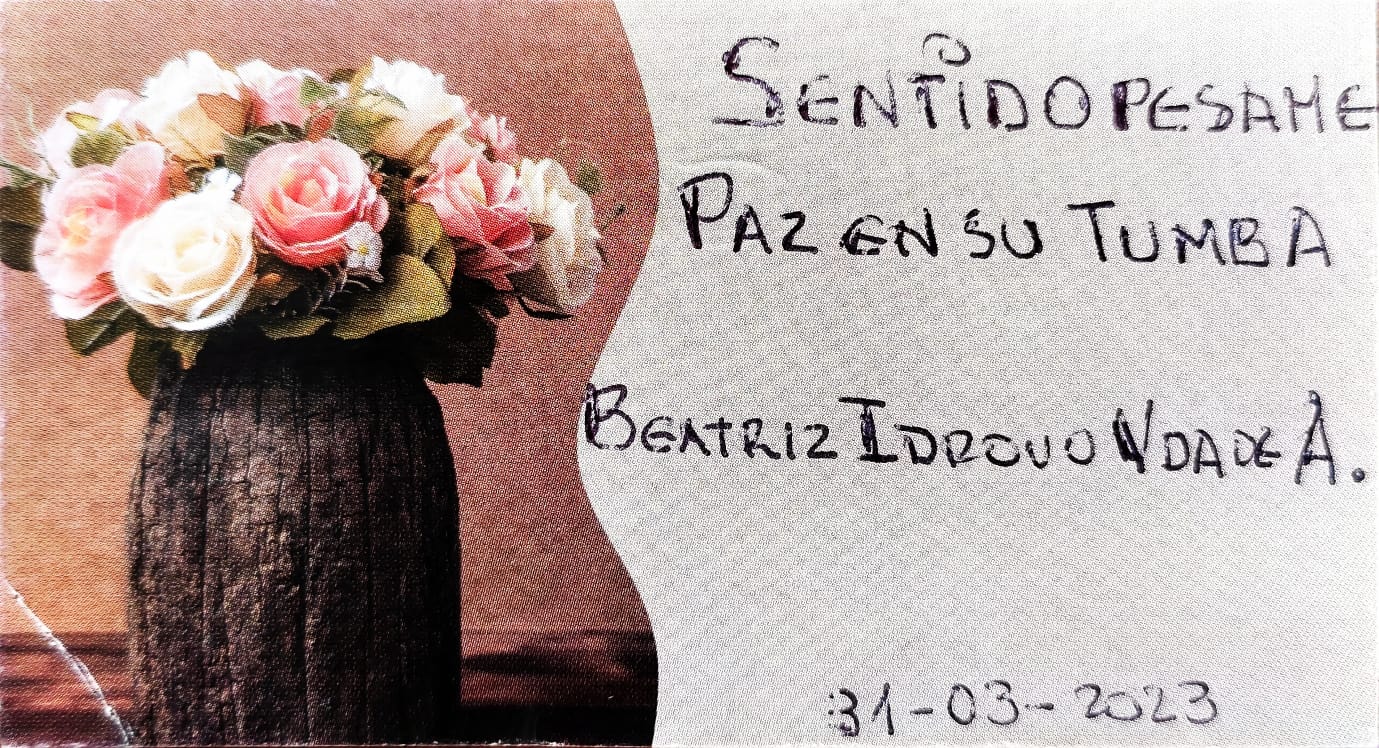 SENTIDO PESAME
PAZ EN SU TUMBA
BEATRIZ IDROVO VDA DE A.
31-03-2023